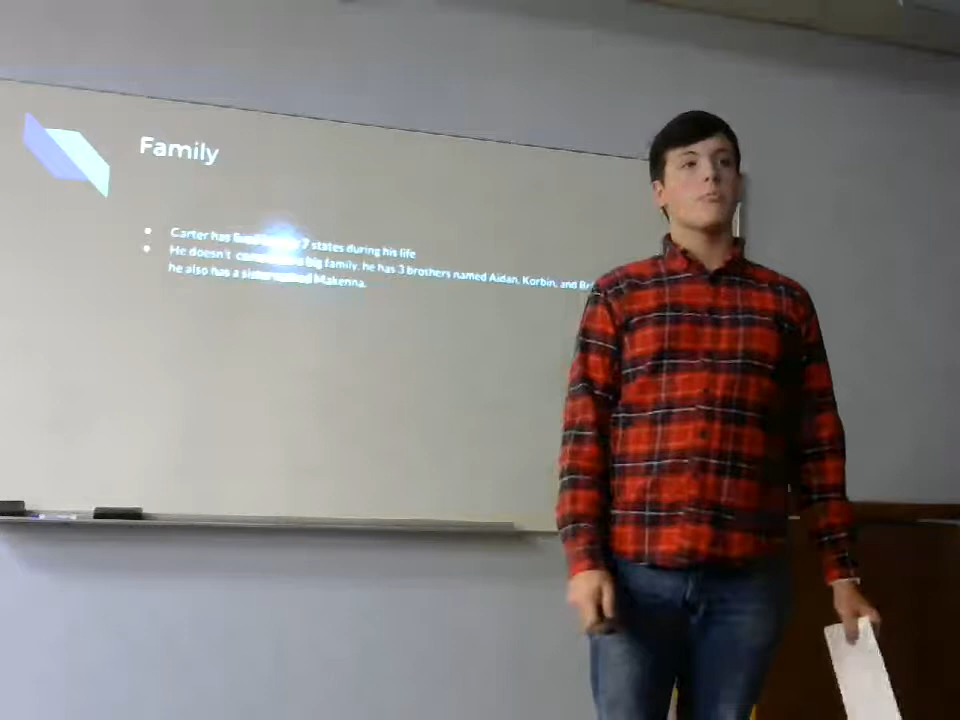 Family
Carter has 7 states during his life
He doesn't big family, he has 3 brothers named Aidan, Korbin, and
he also has a sister named Makenna.